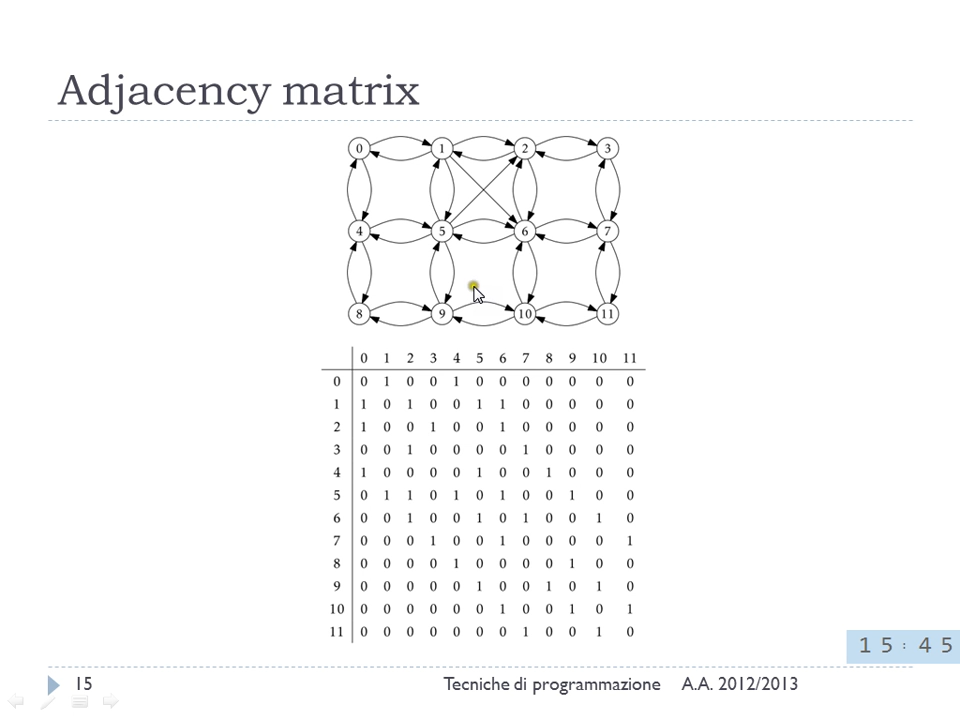 Adjacency matrix
0 1 2 3
4 5 6 7
8 9 10 11
0 1 2 3 4 5 6 7 8 9 10 11
0 0 1 0 0 1 0 0 0 0 0 0 0
1 1 0 1 0 0 1 1 0 0 0 0 0
2 1 0 0 1 0 0 1 0 0 0 0 0
3 0 0 1 0 0 0 0 1 0 0 0 0
4 1 0 0 0 0 1 0 0 1 0 0 0
5 0 1 1 0 1 0 1 0 0 1 0 0
6 0 0 1 0 0 1 0 1 0 0 1 0
7 0 0 0 1 0 0 1 0 0 0 0 1
8 0 0 0 0 1 0 0 0 0 1 0 0
9 0 0 0 0 0 1 0 0 1 0 1 0
10 0 0 0 0 0 0 1 0 0 1 0 1
11 0 0 0 0 0 0 0 1 0 0 1 0
15:45
15 Tecniche di programmazione A.A. 2012/2013